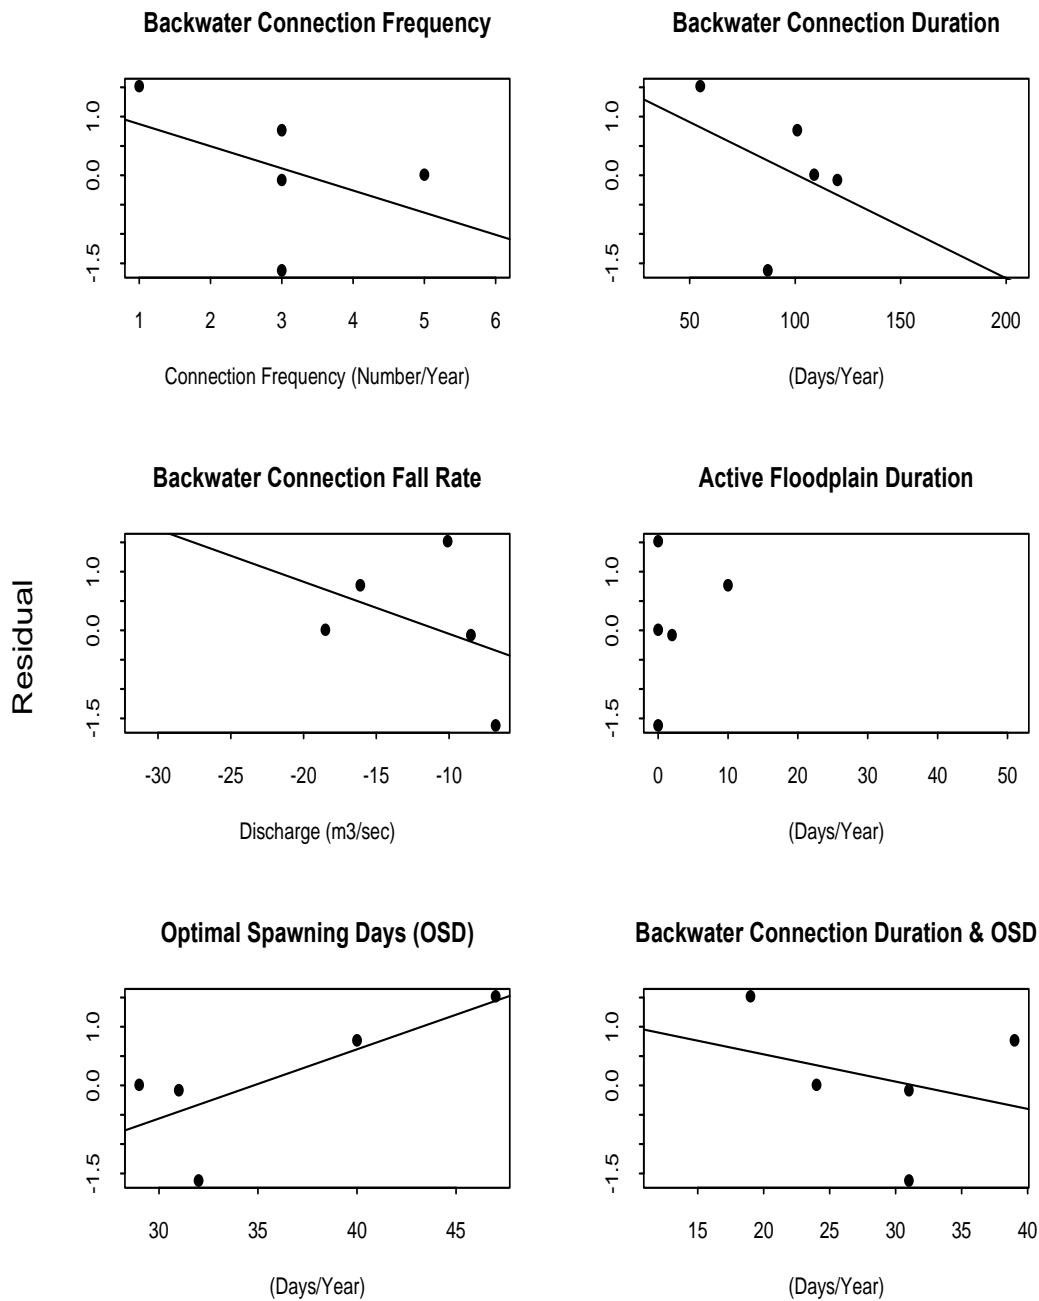 Backwater Connection Frequency
1.0
0.0
-1.5
1 2 3 4 5 6
Connection Frequency (Number/Year)
Backwater Connection Duration
1.0
0.0
-1.5
50 100 150 200
(Days/Year)
Residual
Backwater Connection Fall Rate
1.0
0.0
-1.5
-30 -25 -20 -15 -10
Discharge (m3/sec)
Active Floodplain Duration
1.0
0.0
-1.5
0 10 20 30 40 50
(Days/Year)
Optimal Spawning Days (OSD)
1.0
0.0
-1.5
30 35 40 45
(Days/Year)
Backwater Connection Duration & OSD
1.0
0.0
-1.5
15 20 25 30 35 40
(Days/Year)